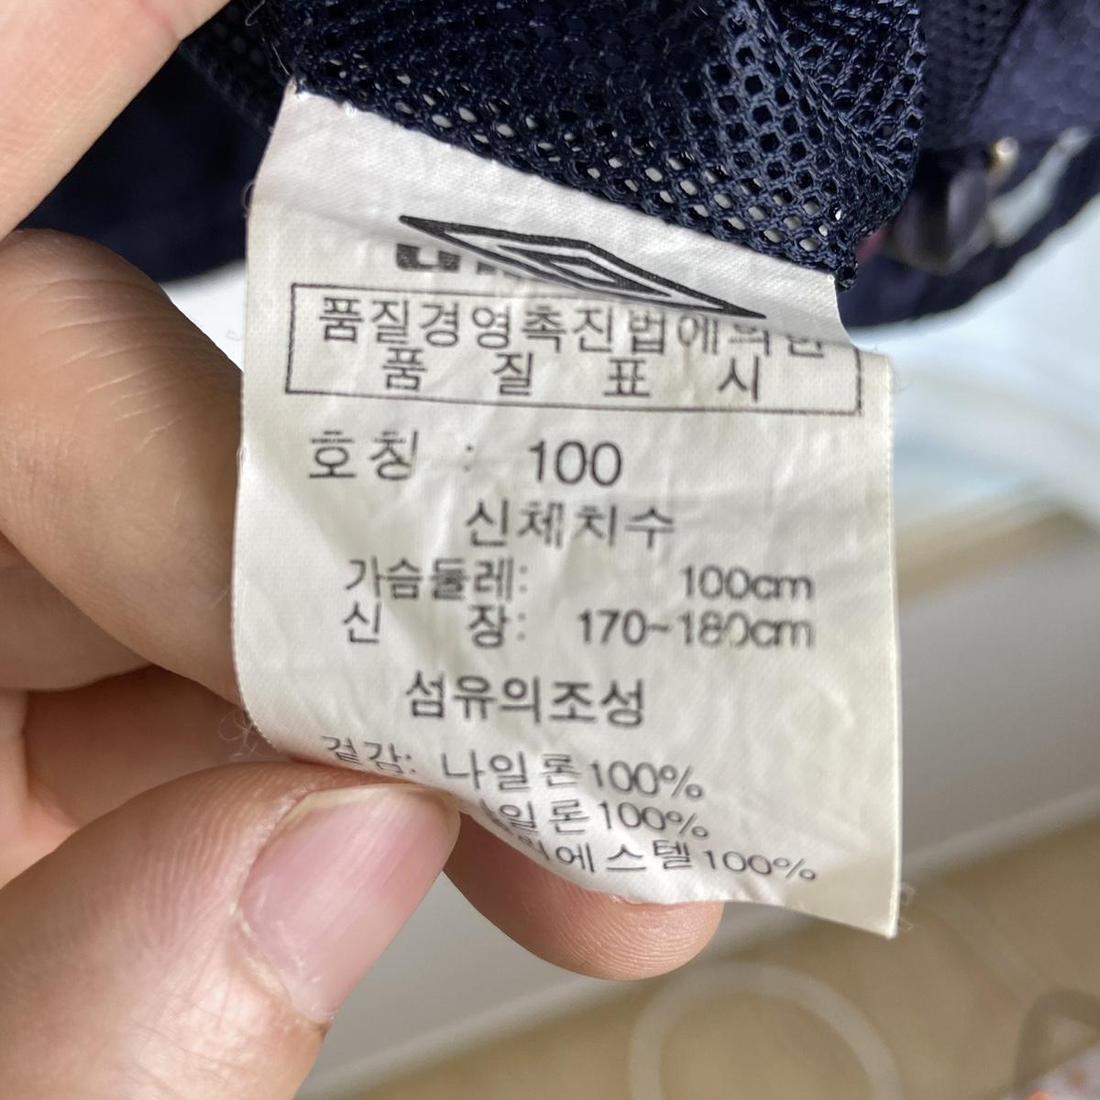 품질경영촉진법에의한
품 질 표 시
호칭 : 100
신체치수
가슴둘레: 100cm
신 장: 170~180cm
섬유의조성
겉감: 나일론100%
일론100%
에스텔100%